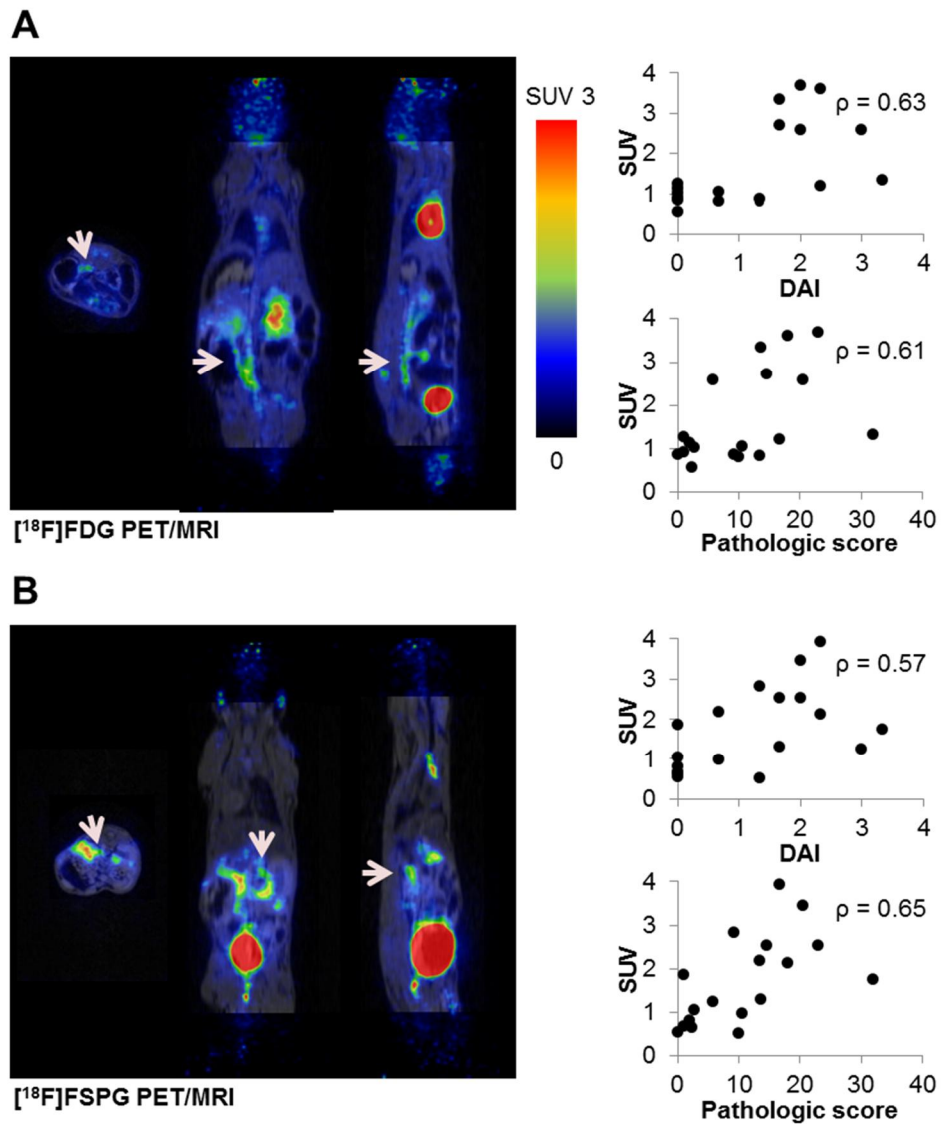 A
SUV 3
0
[¹⁸F]FDG PET/MRI
4
3
2
1
0
SUV
ρ = 0.63
0 1 2 3 4
DAI
4
3
2
1
0
SUV
ρ = 0.61
0 10 20 30 40
Pathologic score
B
[¹⁸F]FSPG PET/MRI
4
3
2
1
0
SUV
ρ = 0.57
0 1 2 3 4
DAI
4
3
2
1
0
SUV
ρ = 0.65
0 10 20 30 40
Pathologic score